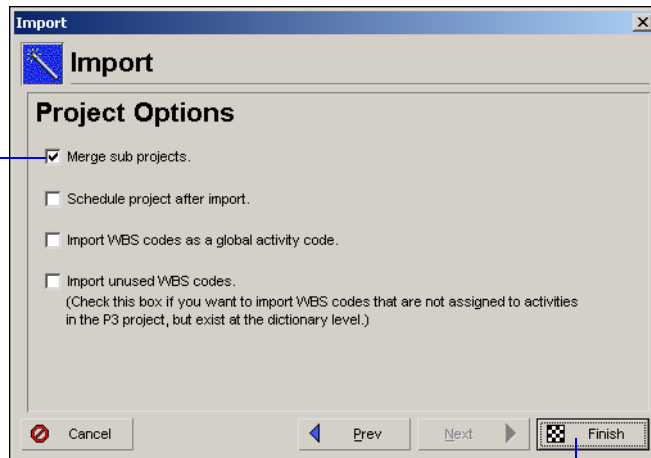 Import
Import
Project Options
Merge sub projects.
Schedule project after import.
Import WBS codes as a global activity code.
Import unused WBS codes.
(Check this box if you want to import WBS codes that are not assigned to activities
in the P3 project, but exist at the dictionary level.)
Cancel
Prev
Next
Finish